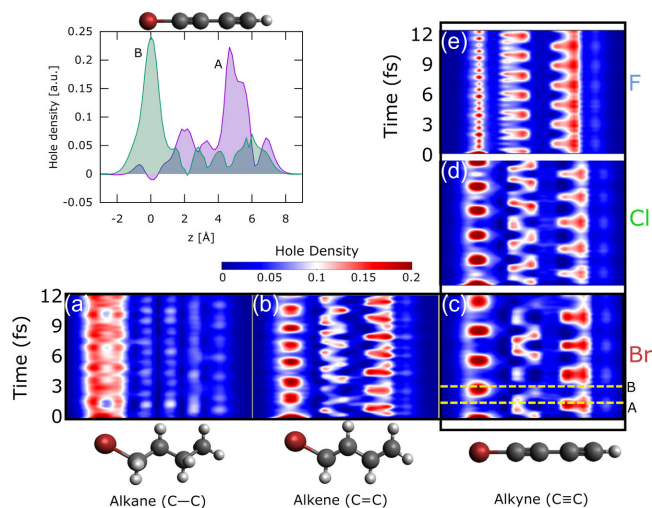 B
A
Hole density [a.u.]
0.25
0.2
0.15
0.1
0.05
0
0.05
-2 0 2 4 6 8
z [Å]
Hole Density
0 0.05 0.1 0.15 0.2
Time (fs)
12
9
6
3
0
(e)
F
(d)
Cl
Time (fs)
12
9
6
3
0
(a)
(b)
(c)
Br
B
A
Alkane (C—C)
Alkene (C=C)
Alkyne (C≡C)